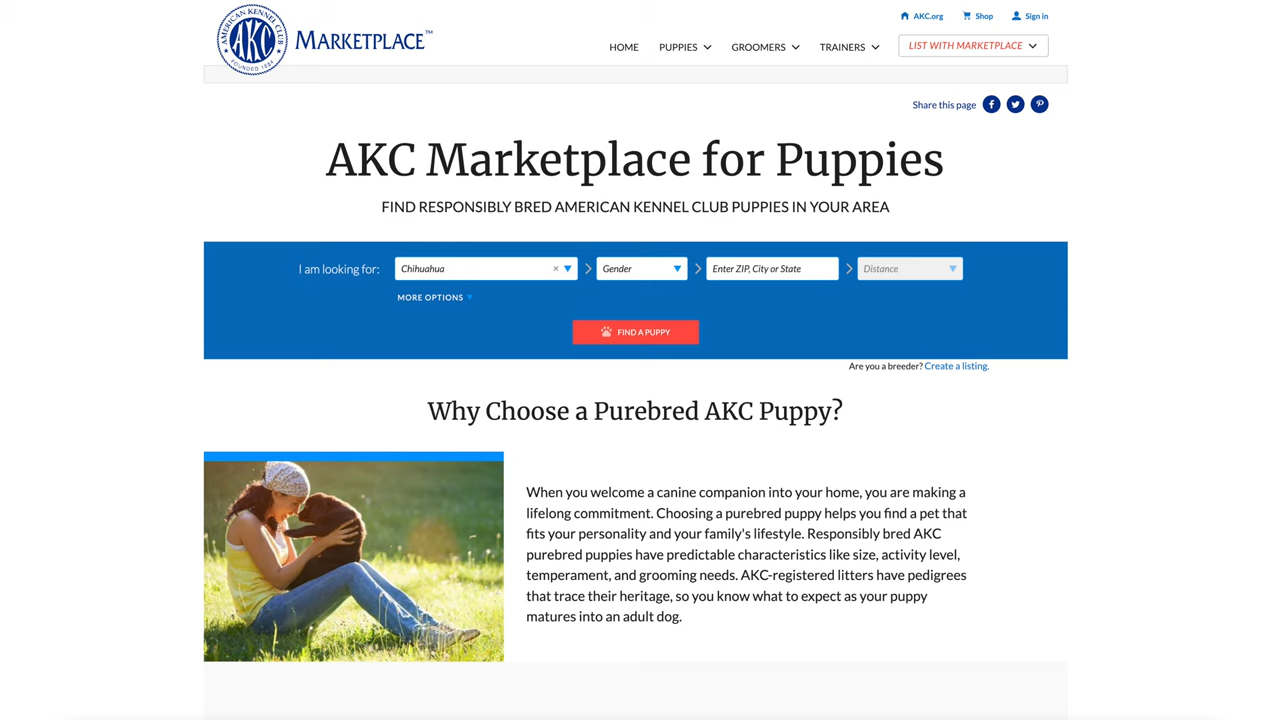 AMERICAN KENNEL CLUB
AKC
FOUNDED 1884
MARKETPLACE™
AKC.org
Shop
Sign in
HOME
PUPPIES
GROOMERS
TRAINERS
LIST WITH MARKETPLACE
Share this page
AKC Marketplace for Puppies
FIND RESPONSIBLY BRED AMERICAN KENNEL CLUB PUPPIES IN YOUR AREA
I am looking for:
Chihuahua ×
Gender
Enter ZIP, City or State
Distance
MORE OPTIONS
FIND A PUPPY
Are you a breeder? Create a listing.
Why Choose a Purebred AKC Puppy?
When you welcome a canine companion into your home, you are making a
lifelong commitment. Choosing a purebred puppy helps you find a pet that
fits your personality and your family's lifestyle. Responsibly bred AKC
purebred puppies have predictable characteristics like size, activity level,
temperament, and grooming needs. AKC-registered litters have pedigrees
that trace their heritage, so you know what to expect as your puppy
matures into an adult dog.